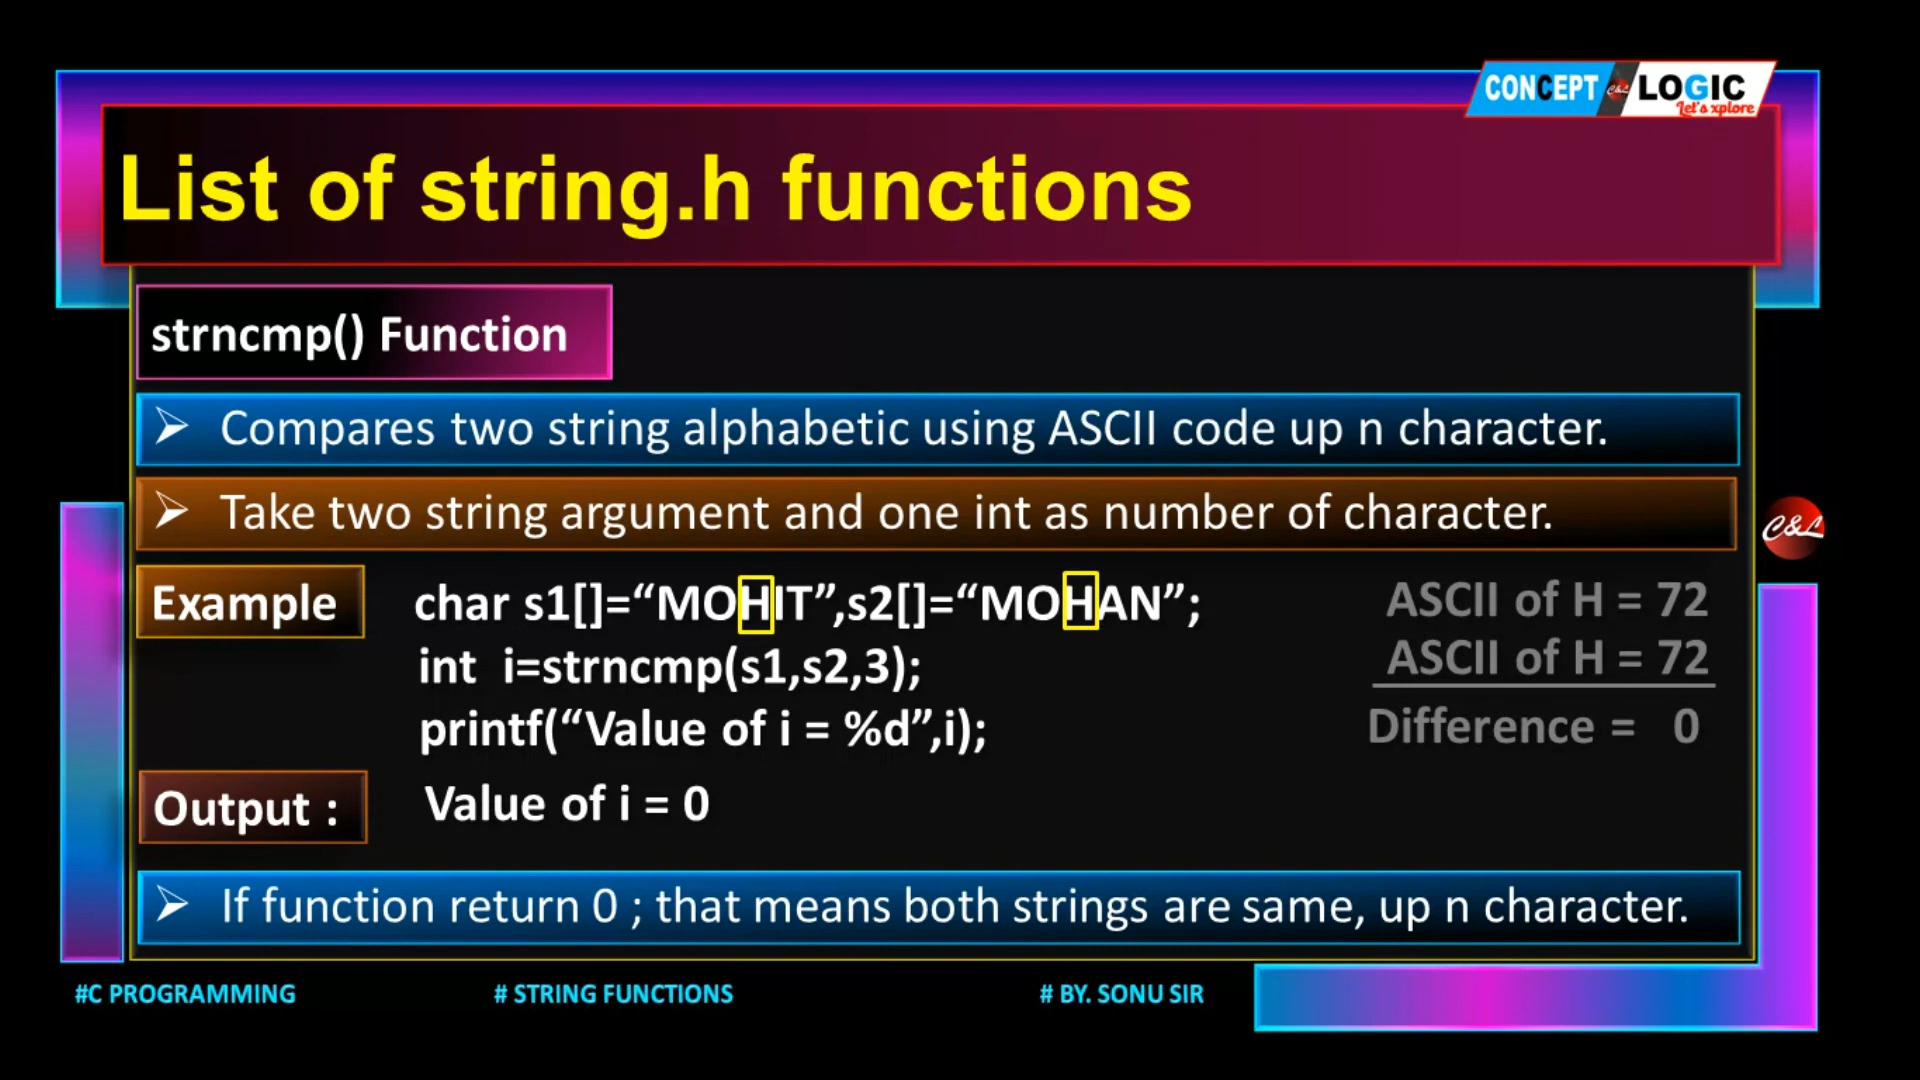 CONCEPT C&L LOGIC
Let's xplore
List of string.h functions
strncmp() Function
➢ Compares two string alphabetic using ASCII code up n character.
➢ Take two string argument and one int as number of character.
C&L
Example
char s1[]=“MOHIT”,s2[]=“MOHAN”;
int i=strncmp(s1,s2,3);
printf(“Value of i = %d”,i);
ASCII of H = 72
ASCII of H = 72
Difference = 0
Output :
Value of i = 0
➢ If function return 0 ; that means both strings are same, up n character.
#C PROGRAMMING
# STRING FUNCTIONS
# BY. SONU SIR